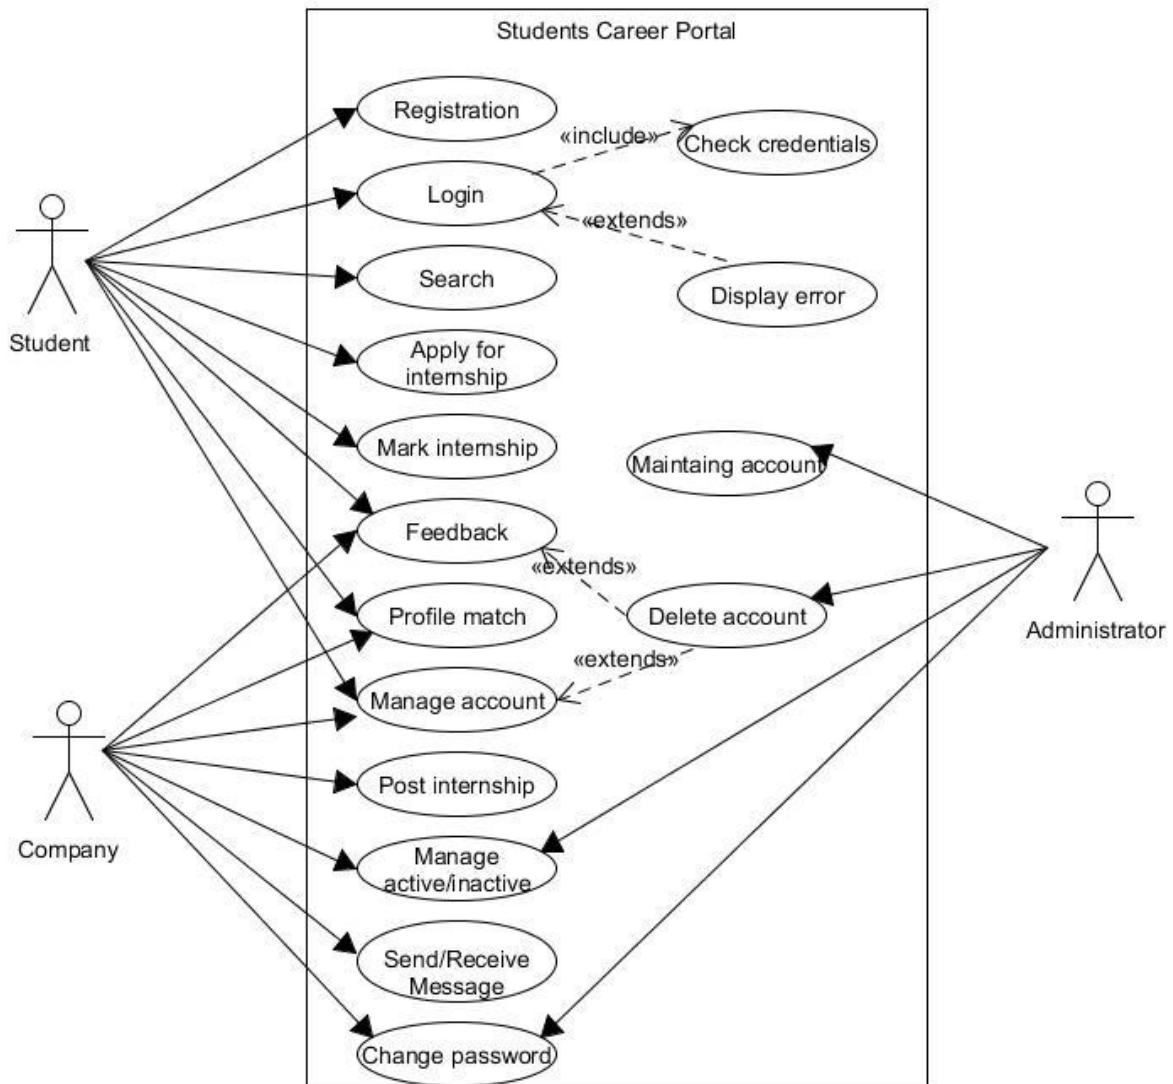 Students Career Portal
Registration
«include»
Check credentials
Login
«extends»
Search
Display error
Student
Apply for
internship
Mark internship
Maintaing account
Feedback
«extends»
Profile match
Delete account
Administrator
«extends»
Manage account
Post internship
Company
Manage
active/inactive
Send/Receive
Message
Change password